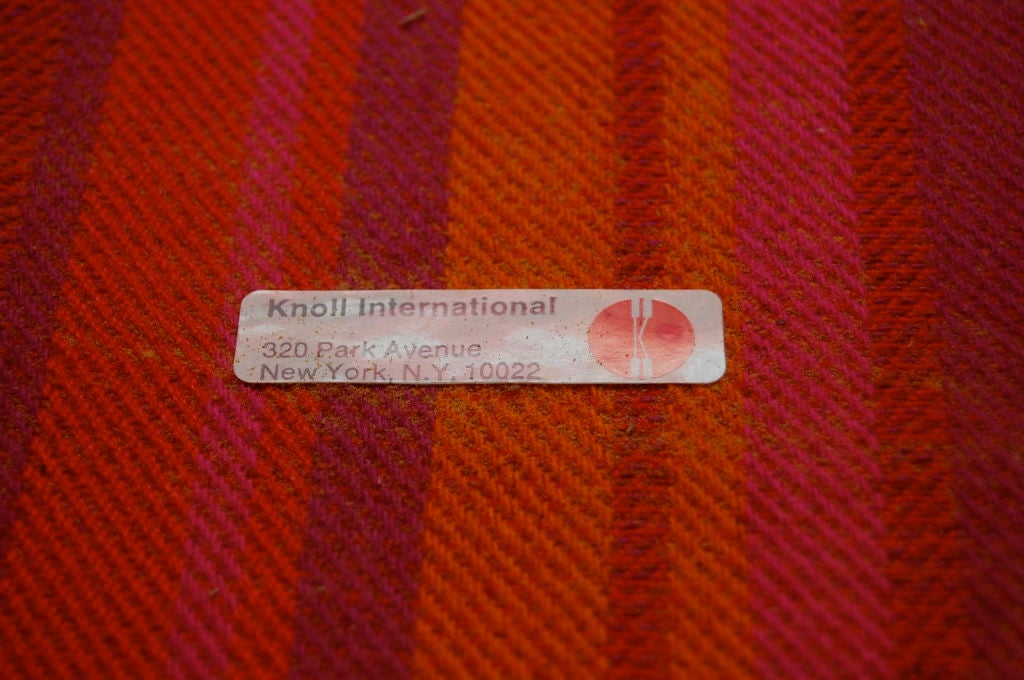 Knoll International
320 Park Avenue
New York, N.Y. 10022